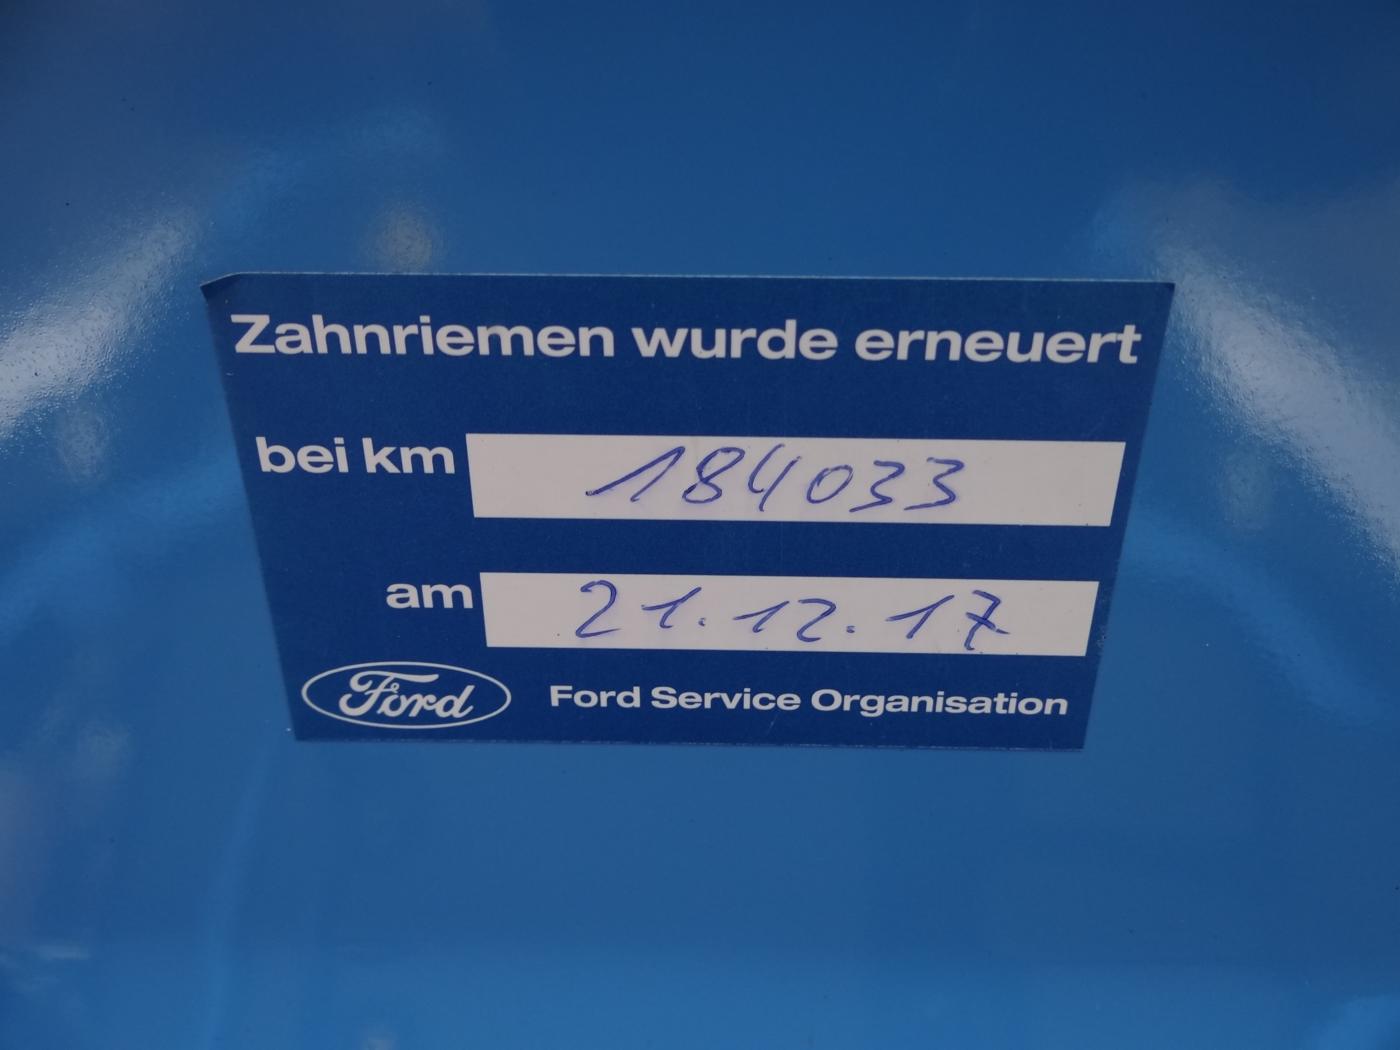 Zahnriemen wurde erneuert
bei km 184033
am 21.12.17
Ford Ford Service Organisation